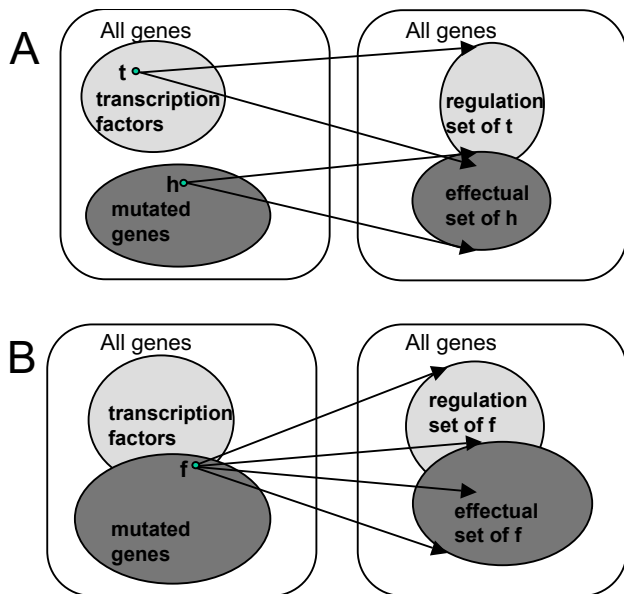 A
All genes
t
transcription
factors
h
mutated
genes
All genes
regulation
set of t
effectual
set of h
B
All genes
transcription
factors
f
mutated
genes
All genes
regulation
set of f
effectual
set of f